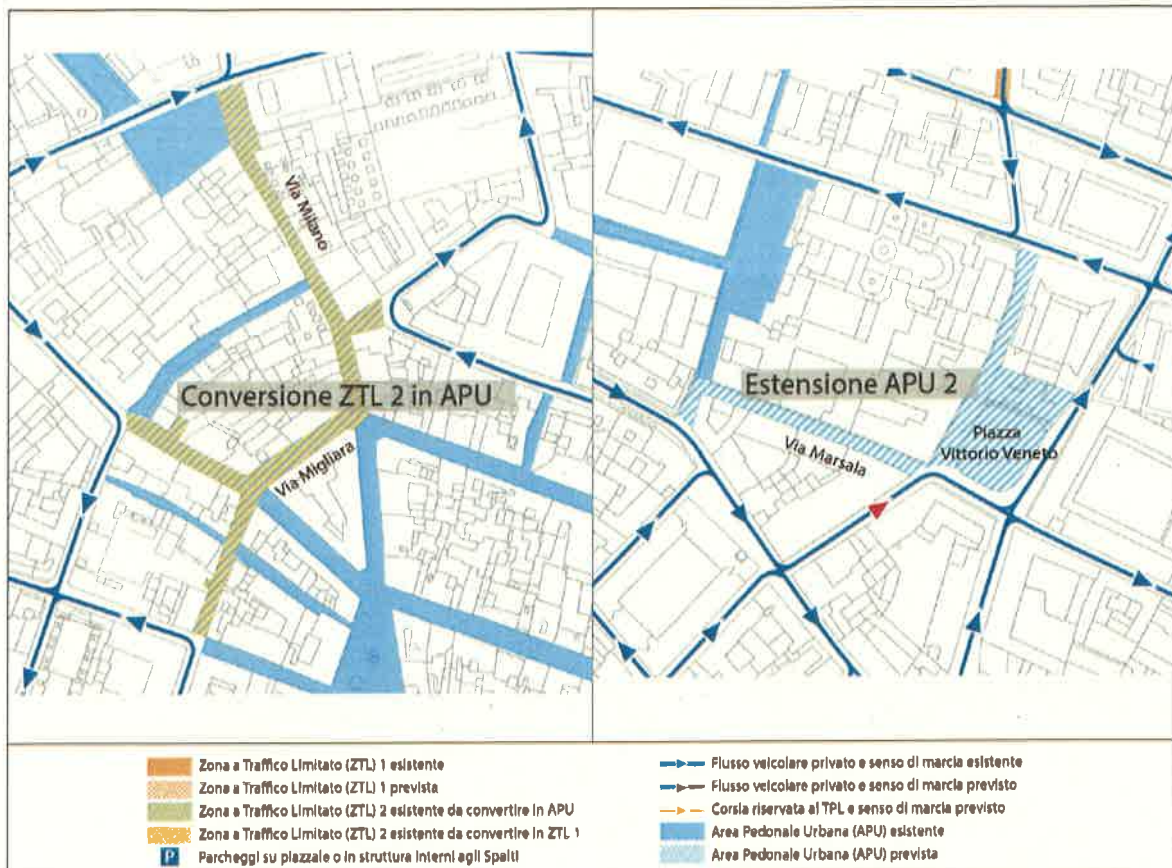 Via Milano
Conversione ZTL 2 in APU
Via Migliara
Estensione APU 2
Piazza
Vittorio Veneto
Via Marsala
Zona a Traffico Limitato (ZTL) 1 esistente
Zona a Traffico Limitato (ZTL) 1 prevista
Zona a Traffico Limitato (ZTL) 2 esistente da convertire in APU
Zona a Traffico Limitato (ZTL) 2 esistente da convertire in ZTL 1
P Parcheggi su piazzale o in struttura interni agli Spalti
Flusso veicolare privato e senso di marcia esistente
Flusso veicolare privato e senso di marcia previsto
Corsia riservata al TPL e senso di marcia previsto
Area Pedonale Urbana (APU) esistente
Area Pedonale Urbana (APU) prevista